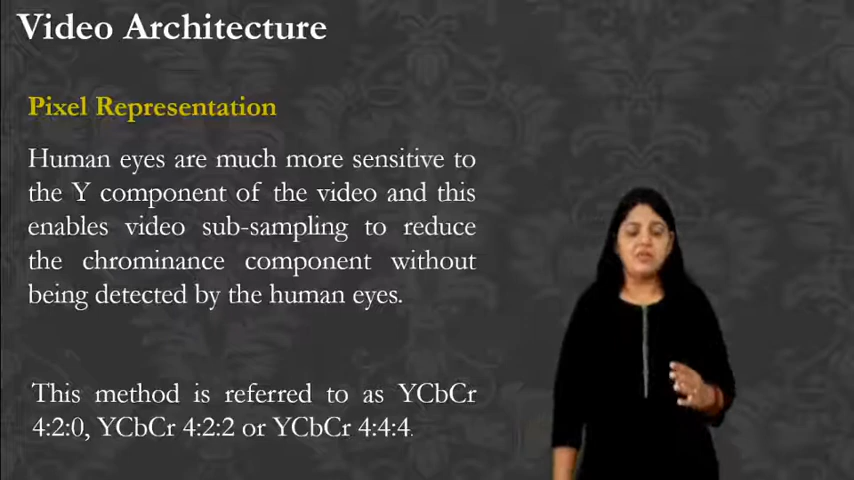 Video Architecture
Pixel Representation
Human eyes are much more sensitive to
the Y component of the video and this
enables video sub-sampling to reduce
the chrominance component without
being detected by the human eyes.
This method is referred to as YCbCr
4:2:0, YCbCr 4:2:2 or YCbCr 4:4:4.